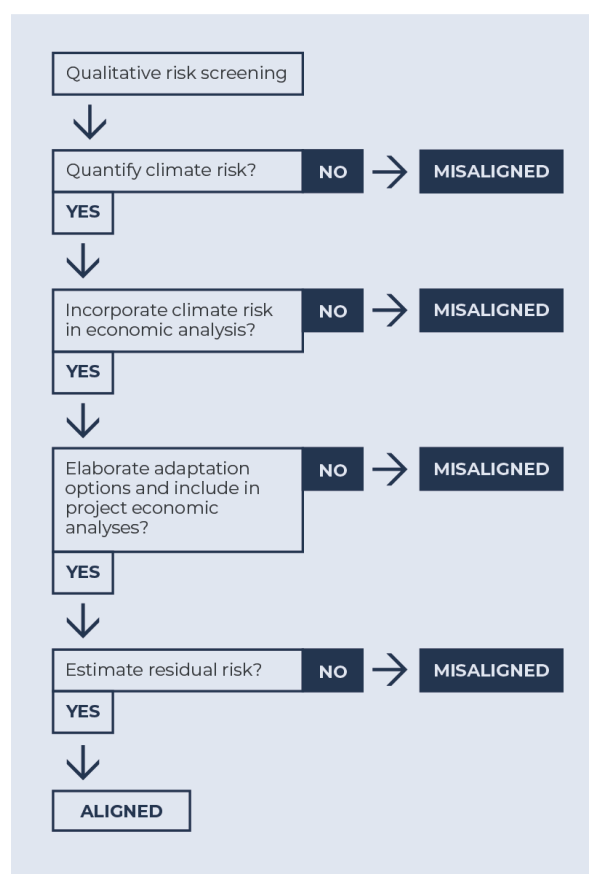 Qualitative risk screening
Quantify climate risk?
NO
MISALIGNED
YES
Incorporate climate risk
in economic analysis?
NO
MISALIGNED
YES
Elaborate adaptation
options and include in
project economic
analyses?
NO
MISALIGNED
YES
Estimate residual risk?
NO
MISALIGNED
YES
ALIGNED